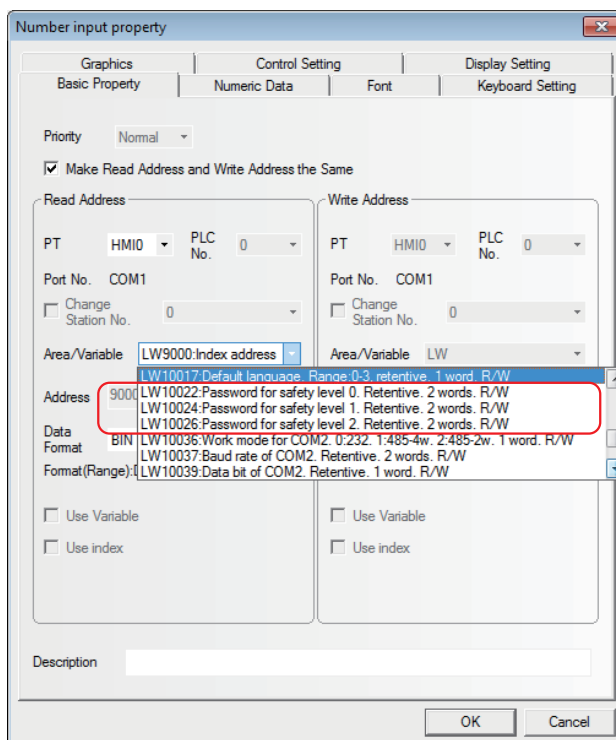 Number input property
Graphics Control Setting Display Setting
Basic Property Numeric Data Font Keyboard Setting
Priority Normal
Make Read Address and Write Address the Same
Read Address Write Address
PT HMI0 PLC No. 0 PT HMI0 PLC No. 0
Port No. COM1 Port No. COM1
Change Station No. 0 Change Station No. 0
Area/Variable LW9000:Index address Area/Variable LW
LW10017:Default language. Range:0-3, retentive. 1 word. R/W
LW10022:Password for safety level 0. Retentive. 2 words. R/W
Address 9000 LW10024:Password for safety level 1. Retentive. 2 words. R/W
LW10026:Password for safety level 2. Retentive. 2 words. R/W
Data Format BIN LW10036:Work mode for COM2. 0:232. 1:485-4w. 2:485-2w. 1 word. R/W
LW10037:Baud rate of COM2. Retentive. 2 words. R/W
Format(Range): LW10039:Data bit of COM2. Retentive. 1 word. R/W
Use Variable Use Variable
Use index Use index
Description
OK Cancel